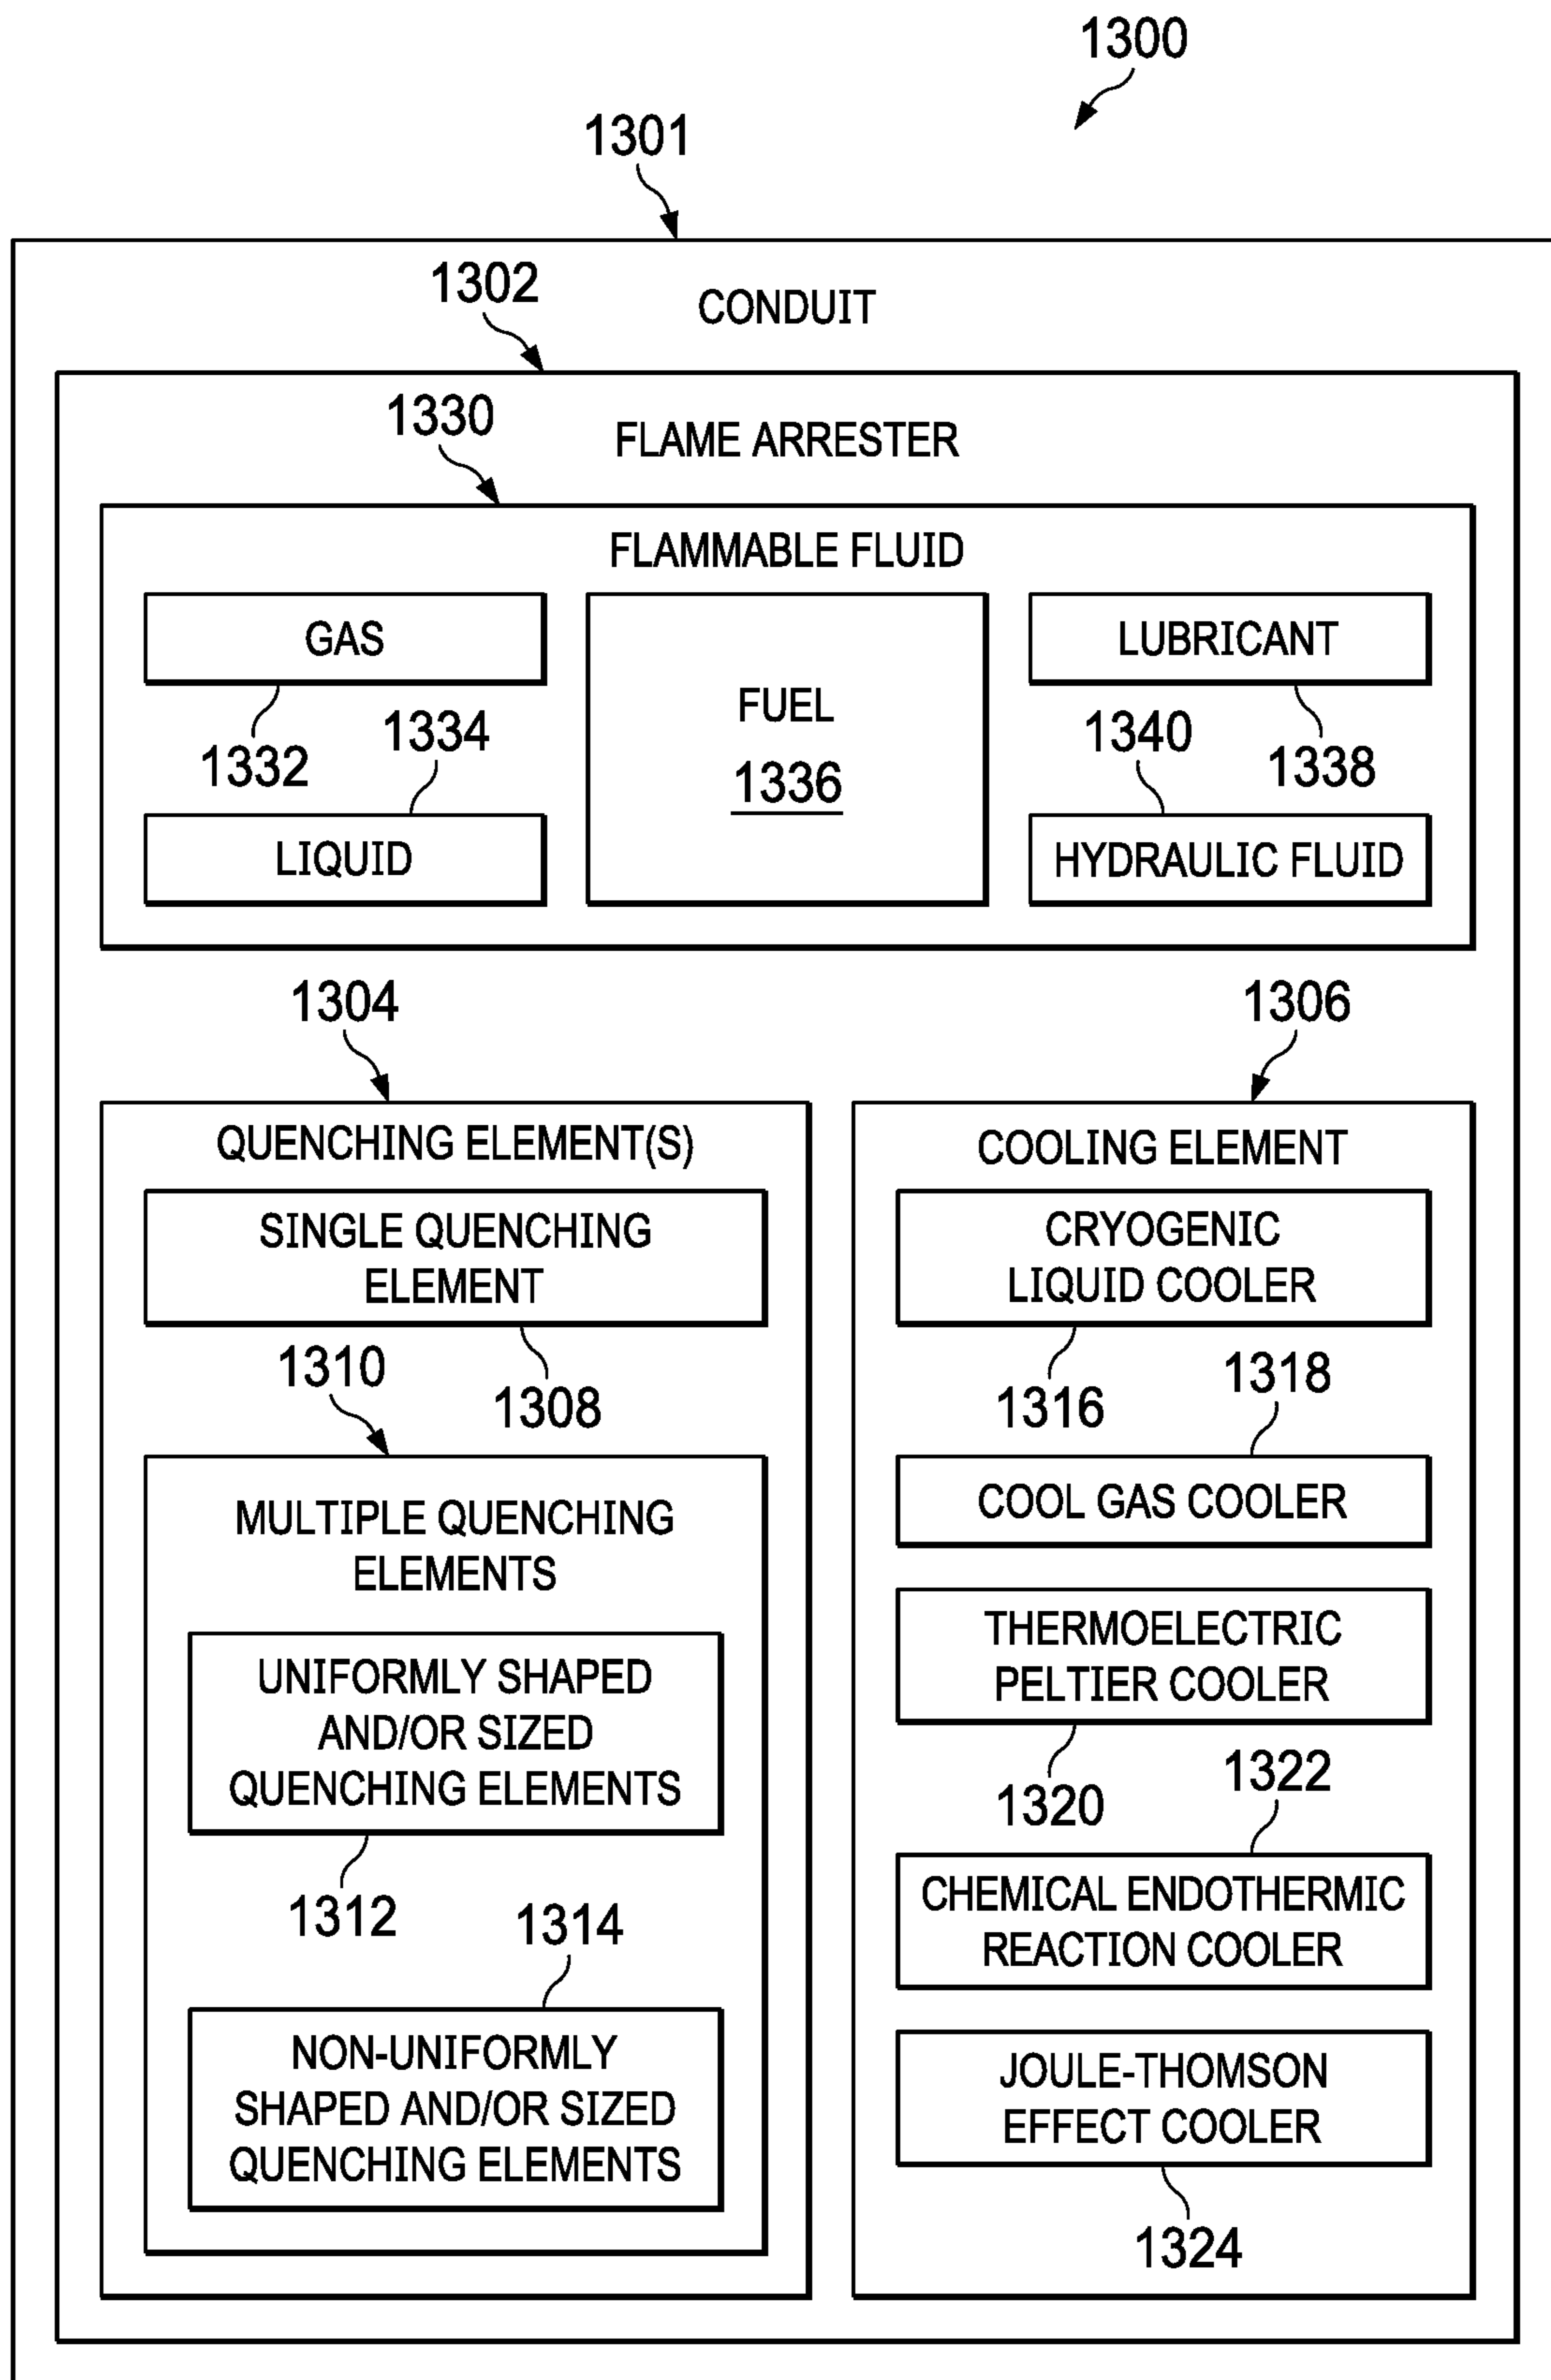 1300
1301
1302
CONDUIT
1330
FLAME ARRESTER
FLAMMABLE FLUID
GAS
1332
1334
LIQUID
FUEL
1336
LUBRICANT
1340
1338
HYDRAULIC FLUID
1304
QUENCHING ELEMENT(S)
SINGLE QUENCHING
ELEMENT
1310
1308
MULTIPLE QUENCHING
ELEMENTS
UNIFORMLY SHAPED
AND/OR SIZED
QUENCHING ELEMENTS
1312
1314
NON-UNIFORMLY
SHAPED AND/OR SIZED
QUENCHING ELEMENTS
1306
COOLING ELEMENT
CRYOGENIC
LIQUID COOLER
1316
1318
COOL GAS COOLER
THERMOELECTRIC
PELTIER COOLER
1320
1322
CHEMICAL ENDOTHERMIC
REACTION COOLER
JOULE-THOMSON
EFFECT COOLER
1324